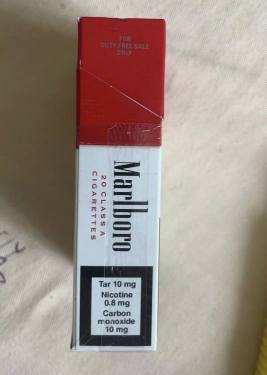 FOR
DUTY FREE SALE
ONLY
Marlboro
20 CLASS A
CIGARETTES
Tar 10 mg
Nicotine
0.8 mg
Carbon
monoxide
10 mg